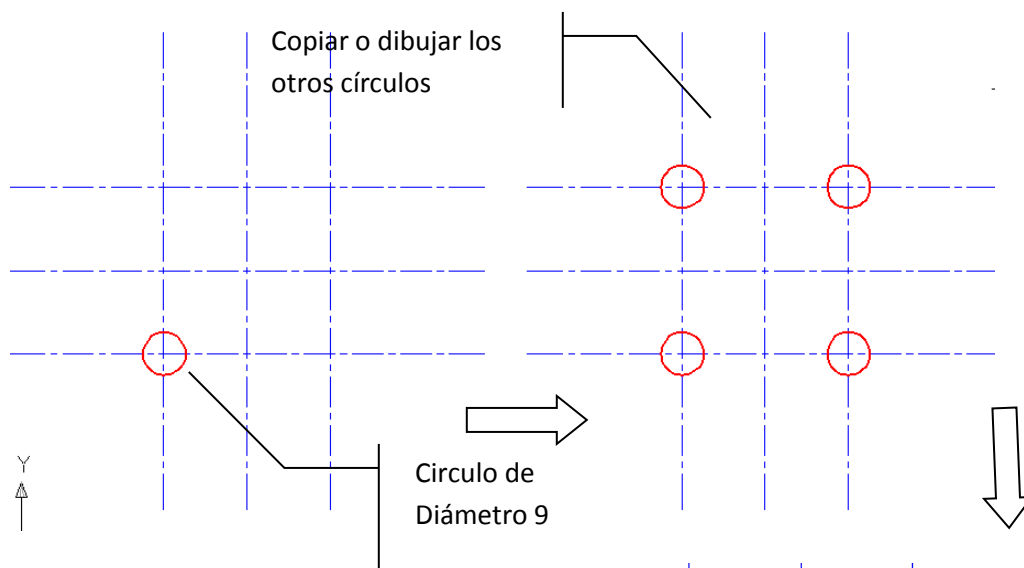 Copiar o dibujar los
otros círculos
Circulo de
Diámetro 9
Y